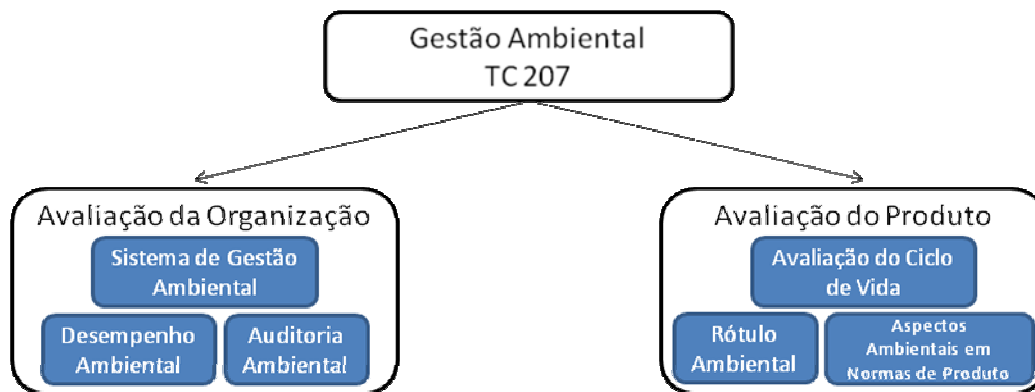 Gestão Ambiental
TC 207
Avaliação da Organização
Sistema de Gestão
Ambiental
Desempenho
Ambiental
Auditoria
Ambiental
Avaliação do Produto
Avaliação do Ciclo
de Vida
Rótulo
Ambiental
Aspectos
Ambientais em
Normas de Produto